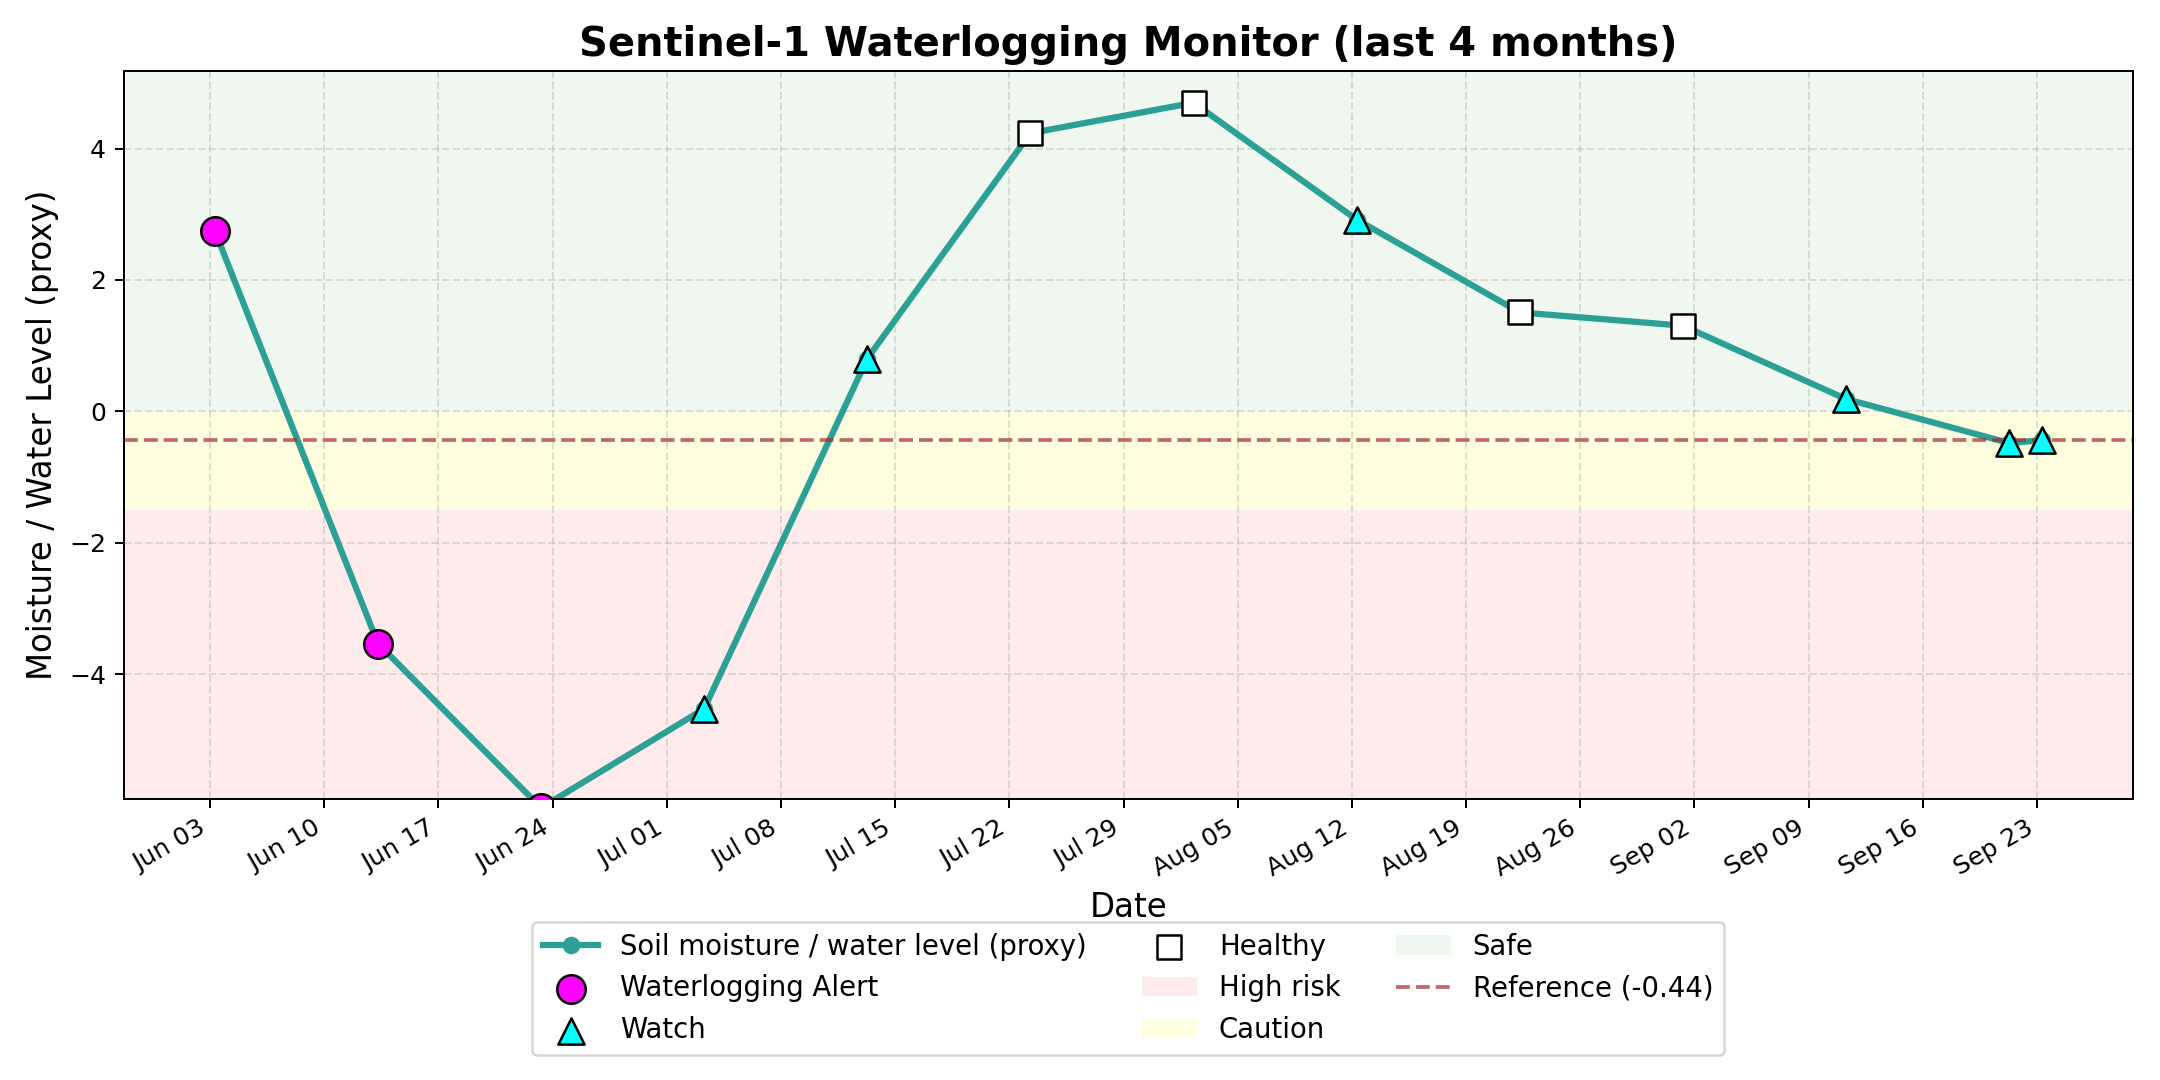 Sentinel-1 Waterlogging Monitor (last 4 months)
Moisture / Water Level (proxy)
4
2
0
−2
−4
Jun 03
Jun 10
Jun 17
Jun 24
Jul 01
Jul 08
Jul 15
Jul 22
Jul 29
Aug 05
Aug 12
Aug 19
Aug 26
Sep 02
Sep 09
Sep 16
Sep 23
Date
Soil moisture / water level (proxy)
Waterlogging Alert
Watch
Healthy
High risk
Caution
Safe
Reference (-0.44)